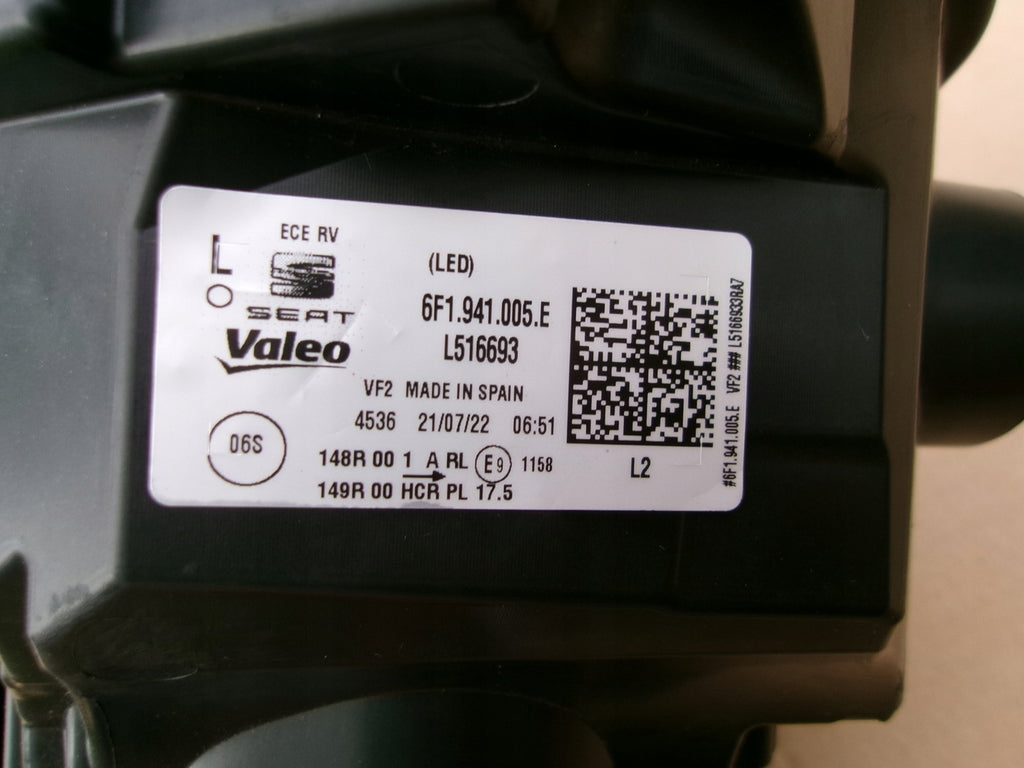 L
O
ECE RV
S
SEAT
Valeo
(LED)
6F1.941.005.E
L516693
VF2 MADE IN SPAIN
4536 21/07/22 06:51
06S
148R 00 1 A RL E9 1158
149R 00 HCR PL 17.5
L2
#6F1.941.005.E VF2 ### L5166933RA7